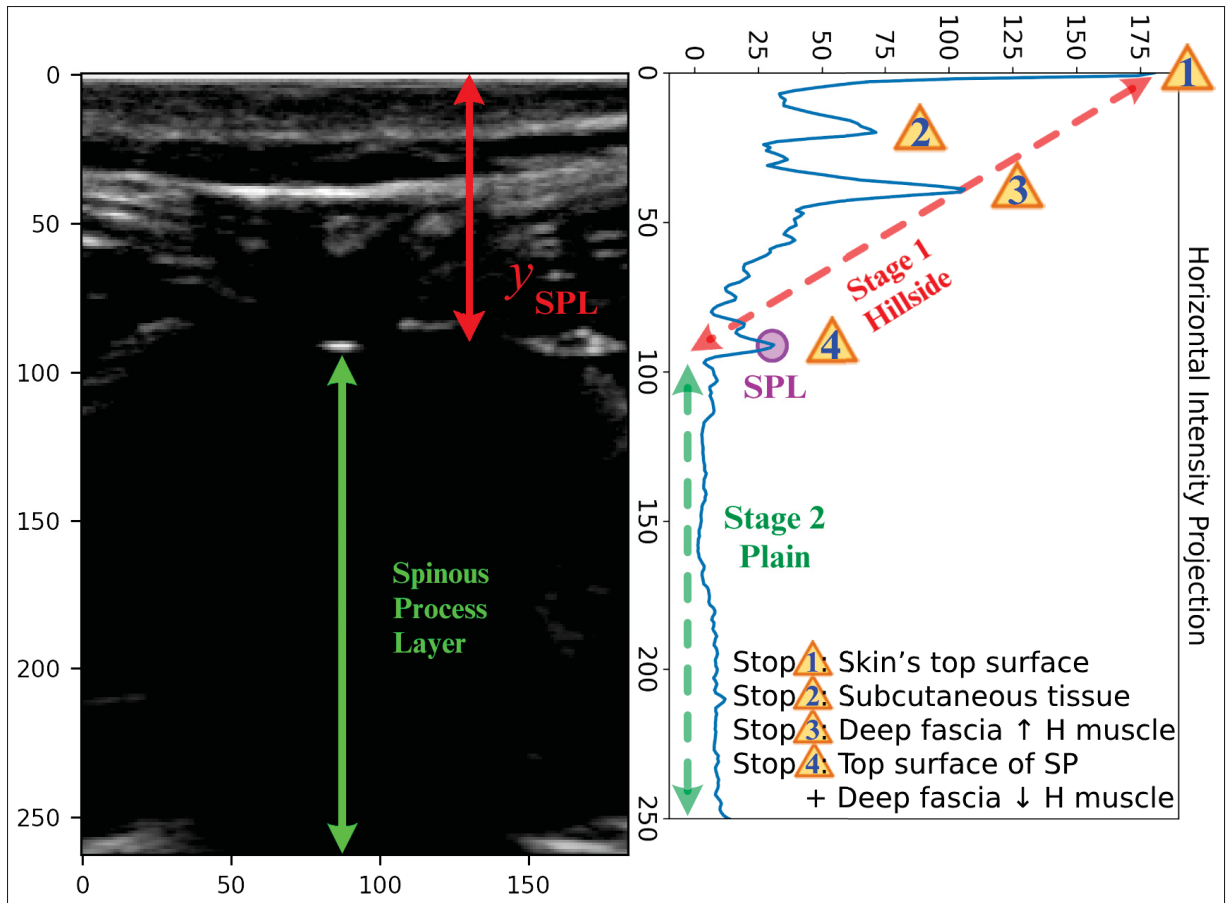 0
50
100
150
200
250
0
50
100
150
y SPL
Spinous
Process
Layer
0
25
50
75
100
125
150
175
0
50
100
150
200
250
1
2
3
4
Stage 1
Hillside
SPL
Stage 2
Plain
Horizontal Intensity Projection
Stop 1: Skin's top surface
Stop 2: Subcutaneous tissue
Stop 3: Deep fascia ↑ H muscle
Stop 4: Top surface of SP
+ Deep fascia ↓ H muscle